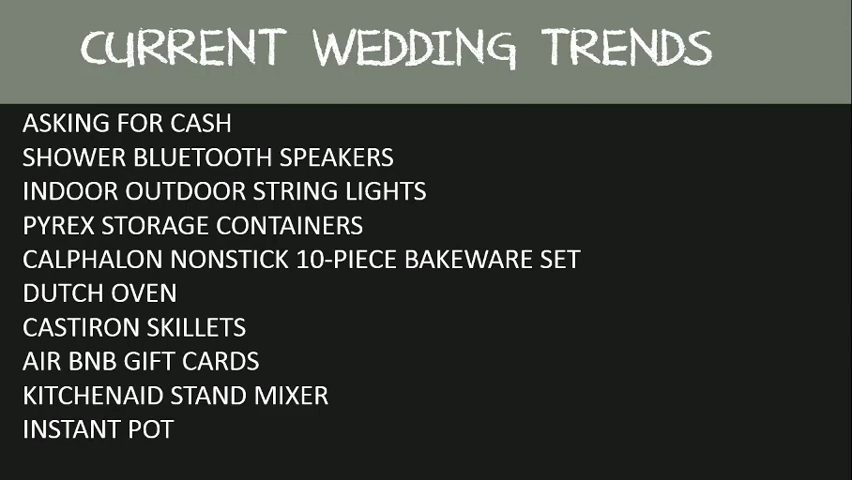 CURRENT WEDDING TRENDS
ASKING FOR CASH
SHOWER BLUETOOTH SPEAKERS
INDOOR OUTDOOR STRING LIGHTS
PYREX STORAGE CONTAINERS
CALPHALON NONSTICK 10-PIECE BAKEWARE SET
DUTCH OVEN
CASTIRON SKILLETS
AIR BNB GIFT CARDS
KITCHENAID STAND MIXER
INSTANT POT